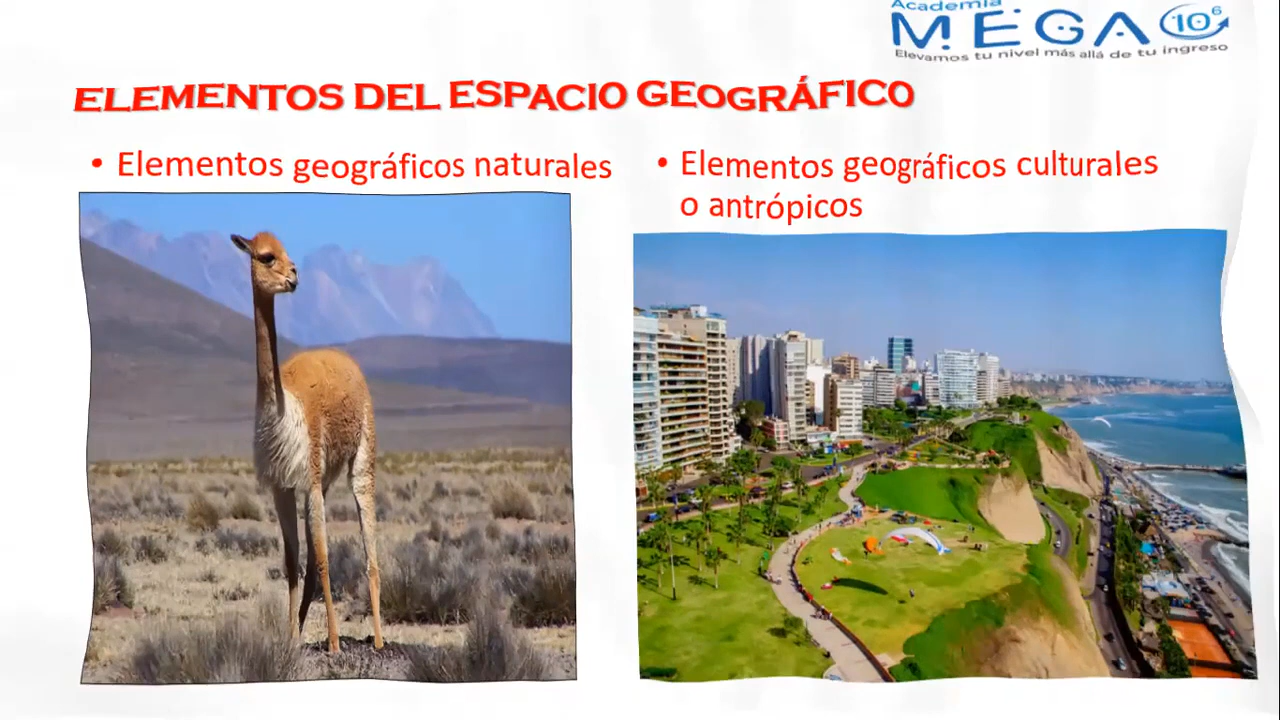 Academia
MEGA 10⁶
Elevamos tu nivel más allá de tu ingreso
ELEMENTOS DEL ESPACIO GEOGRÁFICO
• Elementos geográficos naturales
• Elementos geográficos culturales
o antrópicos